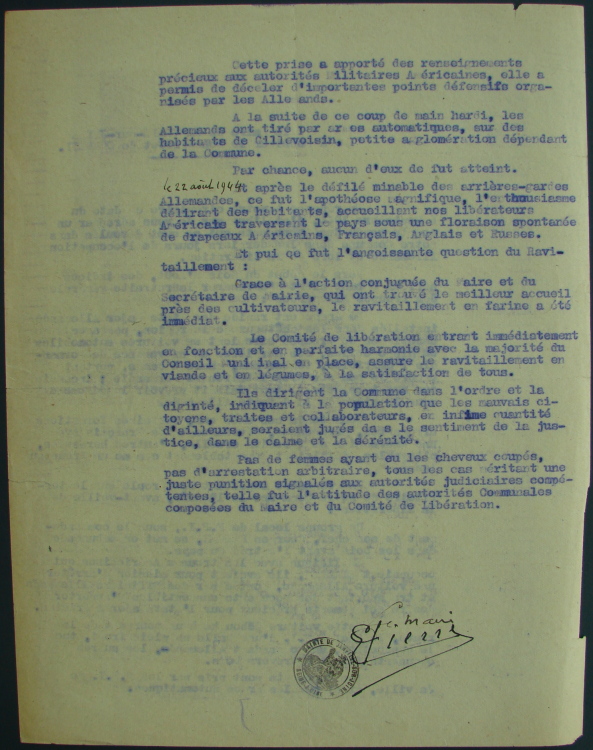 Cette prise a apporté des renseignements
précieux aux autorités Militaires Américaines, elle a
permis de déceler d'importantes points défensifs orga-
nisés par les Allemands.
A la suite de ce coup de main hardi, les
Allemands ont tiré par armes automatiques, sur des
habitants de Cillevoisin, petite agglomération dépendant
de la Commune.
Par chance, aucun d'eux de fut atteint.
le 22 août 1944 Et après le défilé minable des arrières-gardes
Allemandes, ce fut l'apothéose magnifique, l'enthousiasme
délirant des habitants, accueillant nos libérateurs
Américais traversant le pays sous une floraison spontanée
de drapeaux Américains, Français, Anglais et Russes.
Et pui ce fut l'angoissante question du Ravi-
taillement :
Grace à l'action conjuguée du Maire et du
Secrétaire de Mairie, qui ont trouvé le meilleur accueil
près des cultivateurs, le ravitaillement en farine a été
immédiat.
Le Comité de libération entrant immédistement
en fonction et en parfaite harmonie avec la majorité du
Conseil Municipal en place, assure le ravitaillement en
viande et en légumes, à la satisfaction de tous.
Ils dirigent la Commune dans l'ordre et la
diginté, indiquant à la population que les mauvais ci-
toyens, traites et collaborateurs, en infime quantité
d'ailleurs, seraient jugés dans le sentiment de la jus-
tice, dans le calme et la sérénité.
Pas de femmes ayant eu les cheveux coupés,
pas d'arrestation arbitraire, tous les cas méritant une
juste punition signalés aux autorités judiciaires compé-
tentes, telle fut l'attitude des autorités Communales
composées du Maire et du Comité de Libération.
Le Maire